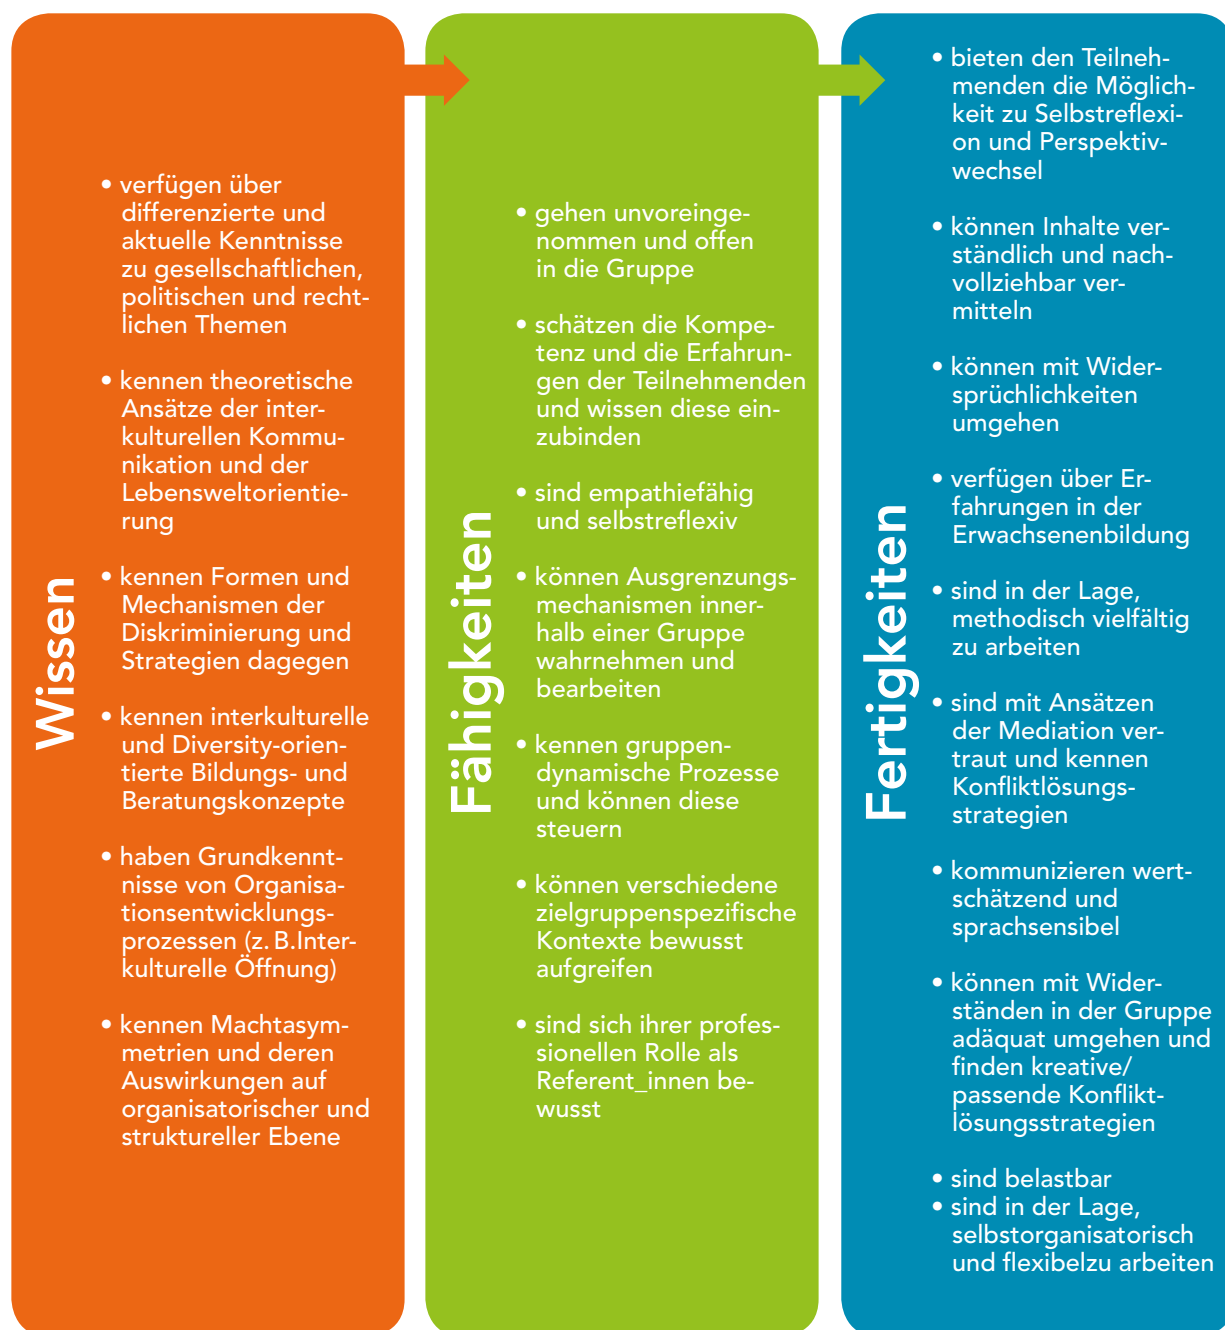 Wissen
• verfügen über
differenzierte und
aktuelle Kenntnisse
zu gesellschaftlichen,
politischen und recht-
lichen Themen
• kennen theoretische
Ansätze der inter-
kulturellen Kommu-
nikation und der
Lebensweltorientie-
rung
• kennen Formen und
Mechanismen der
Diskriminierung und
Strategien dagegen
• kennen interkulturelle
und Diversity-orien-
tierte Bildungs- und
Beratungskonzepte
• haben Grundkennt-
nisse von Organisa-
tionsentwicklungs-
prozessen (z. B.Inter-
kulturelle Öffnung)
• kennen Machtasym-
metrien und deren
Auswirkungen auf
organisatorischer und
struktureller Ebene
Fähigkeiten
• gehen unvoreinge-
nommen und offen
in die Gruppe
• schätzen die Kompe-
tenz und die Erfahrun-
gen der Teilnehmenden
und wissen diese ein-
zubinden
• sind empathiefähig
und selbstreflexiv
• können Ausgrenzungs-
mechanismen inner-
halb einer Gruppe
wahrnehmen und
bearbeiten
• kennen gruppen-
dynamische Prozesse
und können diese
steuern
• können verschiedene
zielgruppenspezifische
Kontexte bewusst
aufgreifen
• sind sich ihrer profes-
sionellen Rolle als
Referent_innen be-
wusst
Fertigkeiten
• bieten den Teilneh-
menden die Möglich-
keit zu Selbstreflexi-
on und Perspektiv-
wechsel
• können Inhalte ver-
ständlich und nach-
vollziehbar ver-
mitteln
• können mit Wider-
sprüchlichkeiten
umgehen
• verfügen über Er-
fahrungen in der
Erwachsenenbildung
• sind in der Lage,
methodisch vielfältig
zu arbeiten
• sind mit Ansätzen
der Mediation ver-
traut und kennen
Konfliktlösungs-
strategien
• kommunizieren wert-
schätzend und
sprachsensibel
• können mit Wider-
ständen in der Gruppe
adäquat umgehen und
finden kreative/
passende Konflikt-
lösungsstrategien
• sind belastbar
• sind in der Lage,
selbstorganisatorisch
und flexibelzu arbeiten